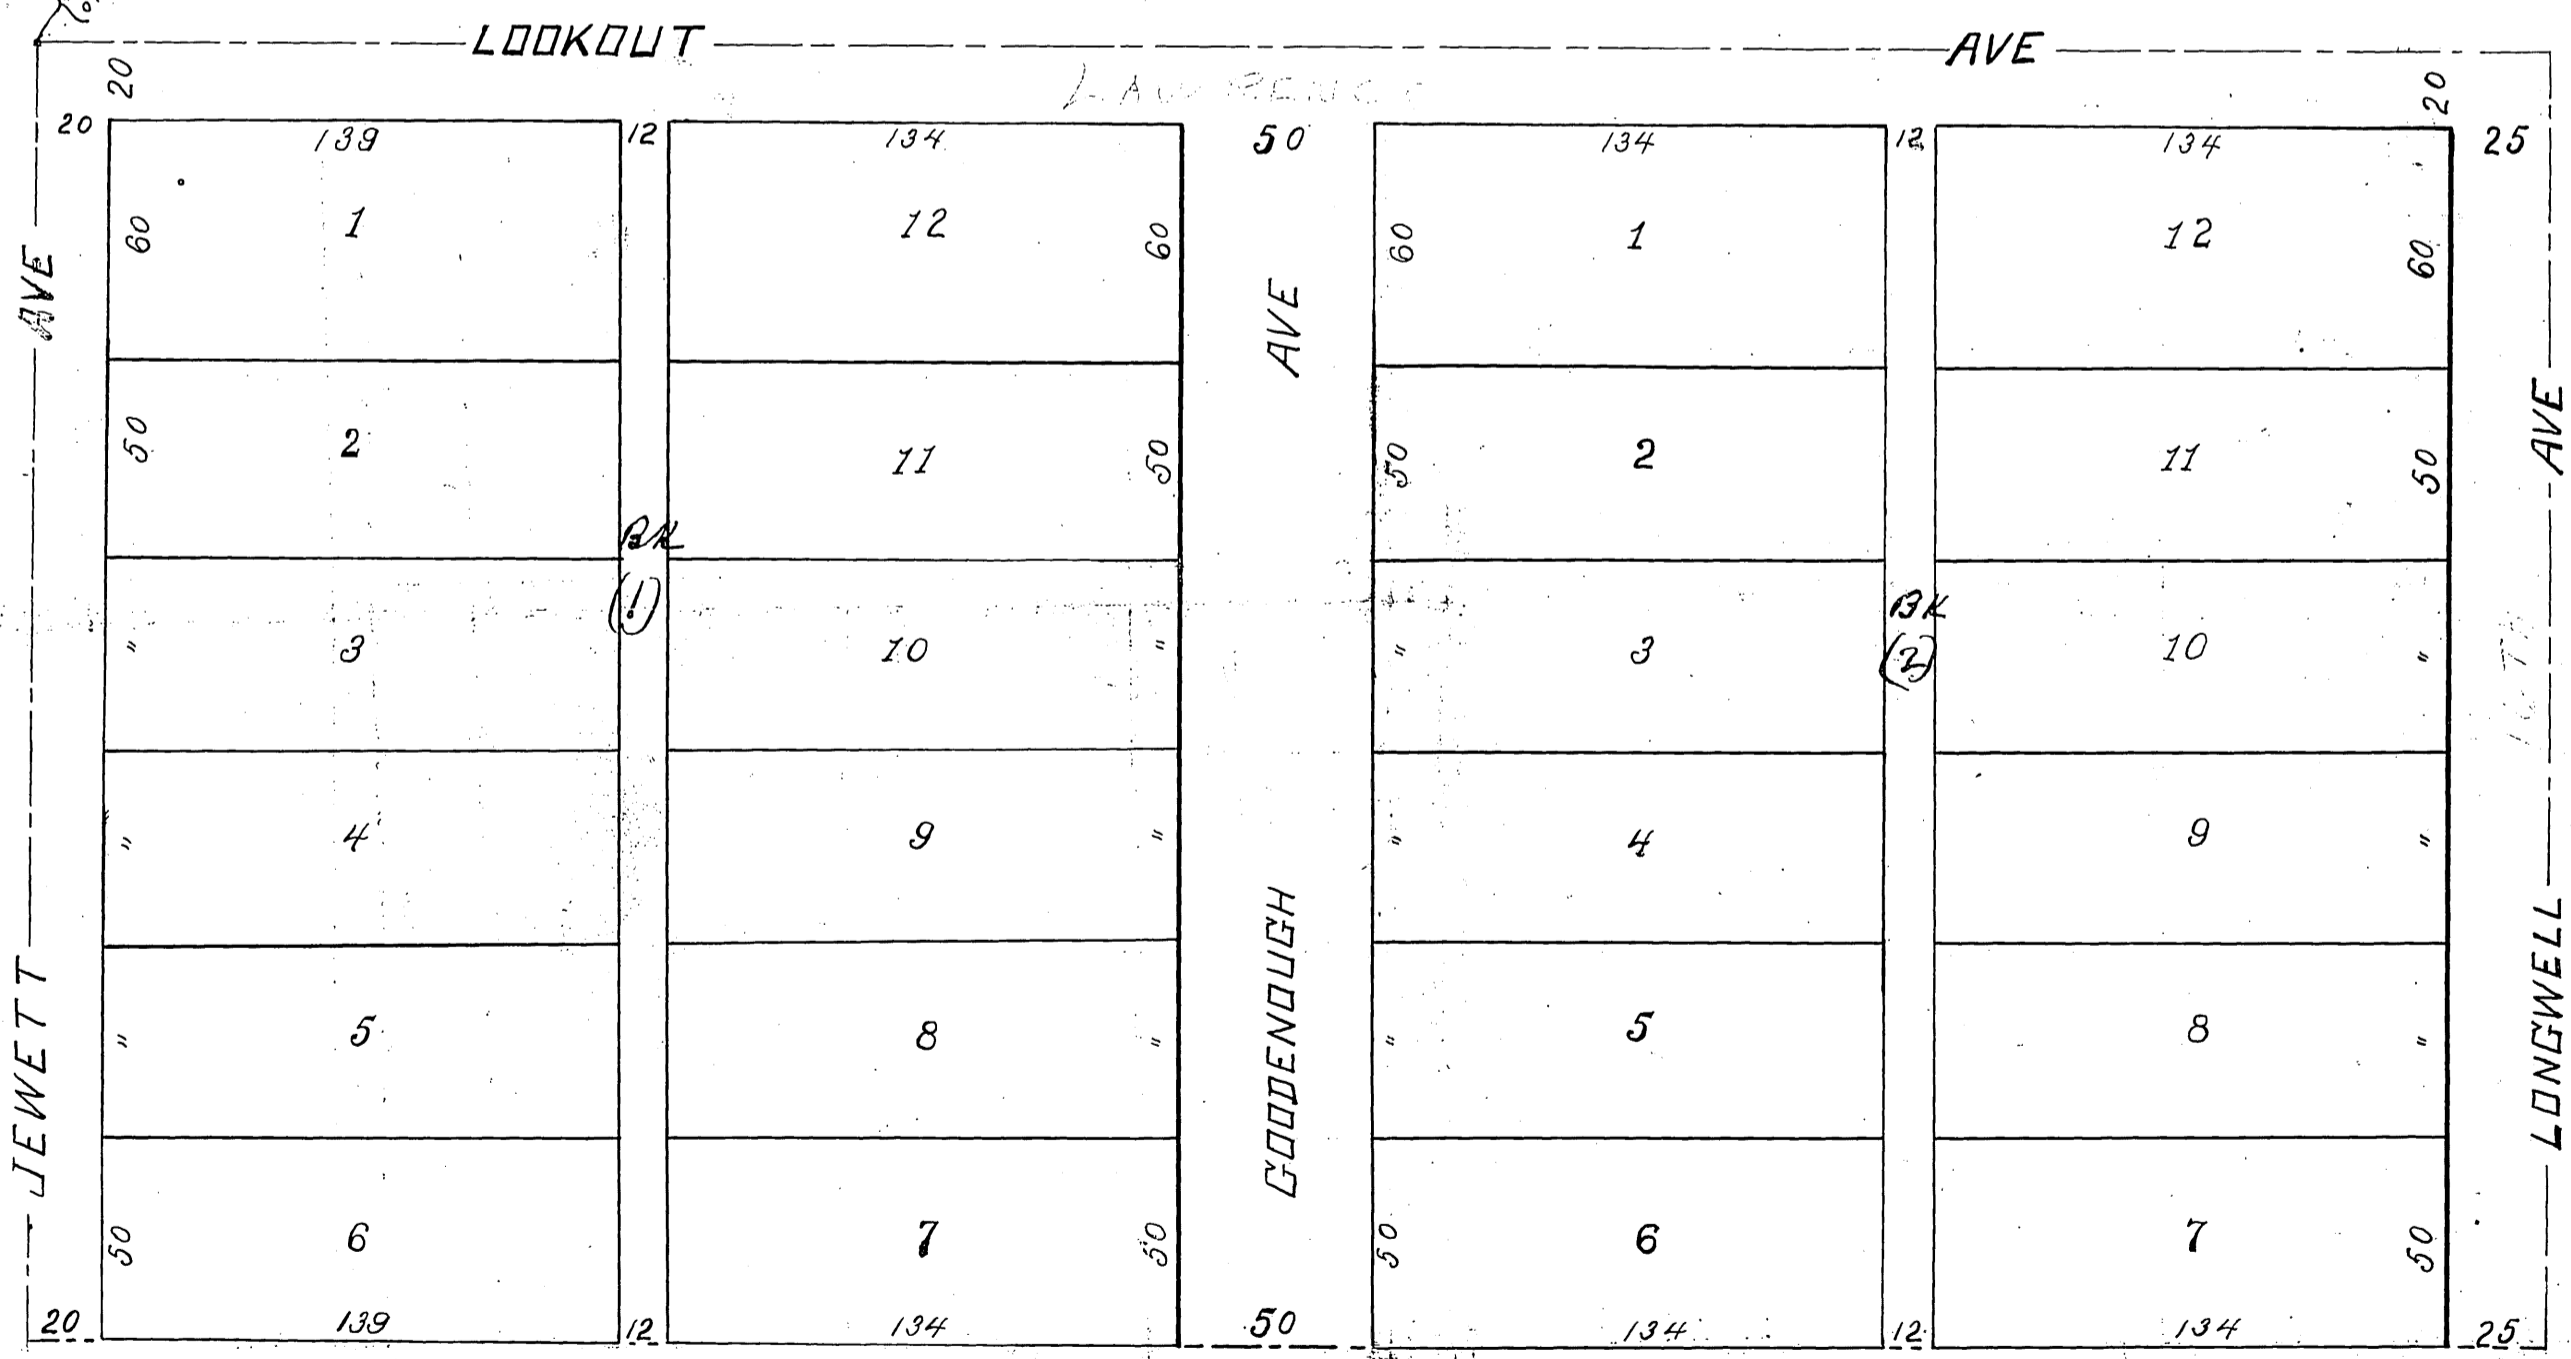 LOOKOUT AVE
LAWRENCE
20 20
20 139 12 134 50 134 12 134 25
1 12 1 12
60 60 60 60
AVE AVE AVE
2 11 2 11
50 50 50 50
BK
(1)
BK
(2)
" 3 10 " " 3 10 "
" 4 9 " " 4 9 "
JEWETT GOODENOUGH LONGWELL
" 5 8 " " 5 8 "
50 6 7 50 50 6 7 50
20 139 12 134 50 134 12 134 25